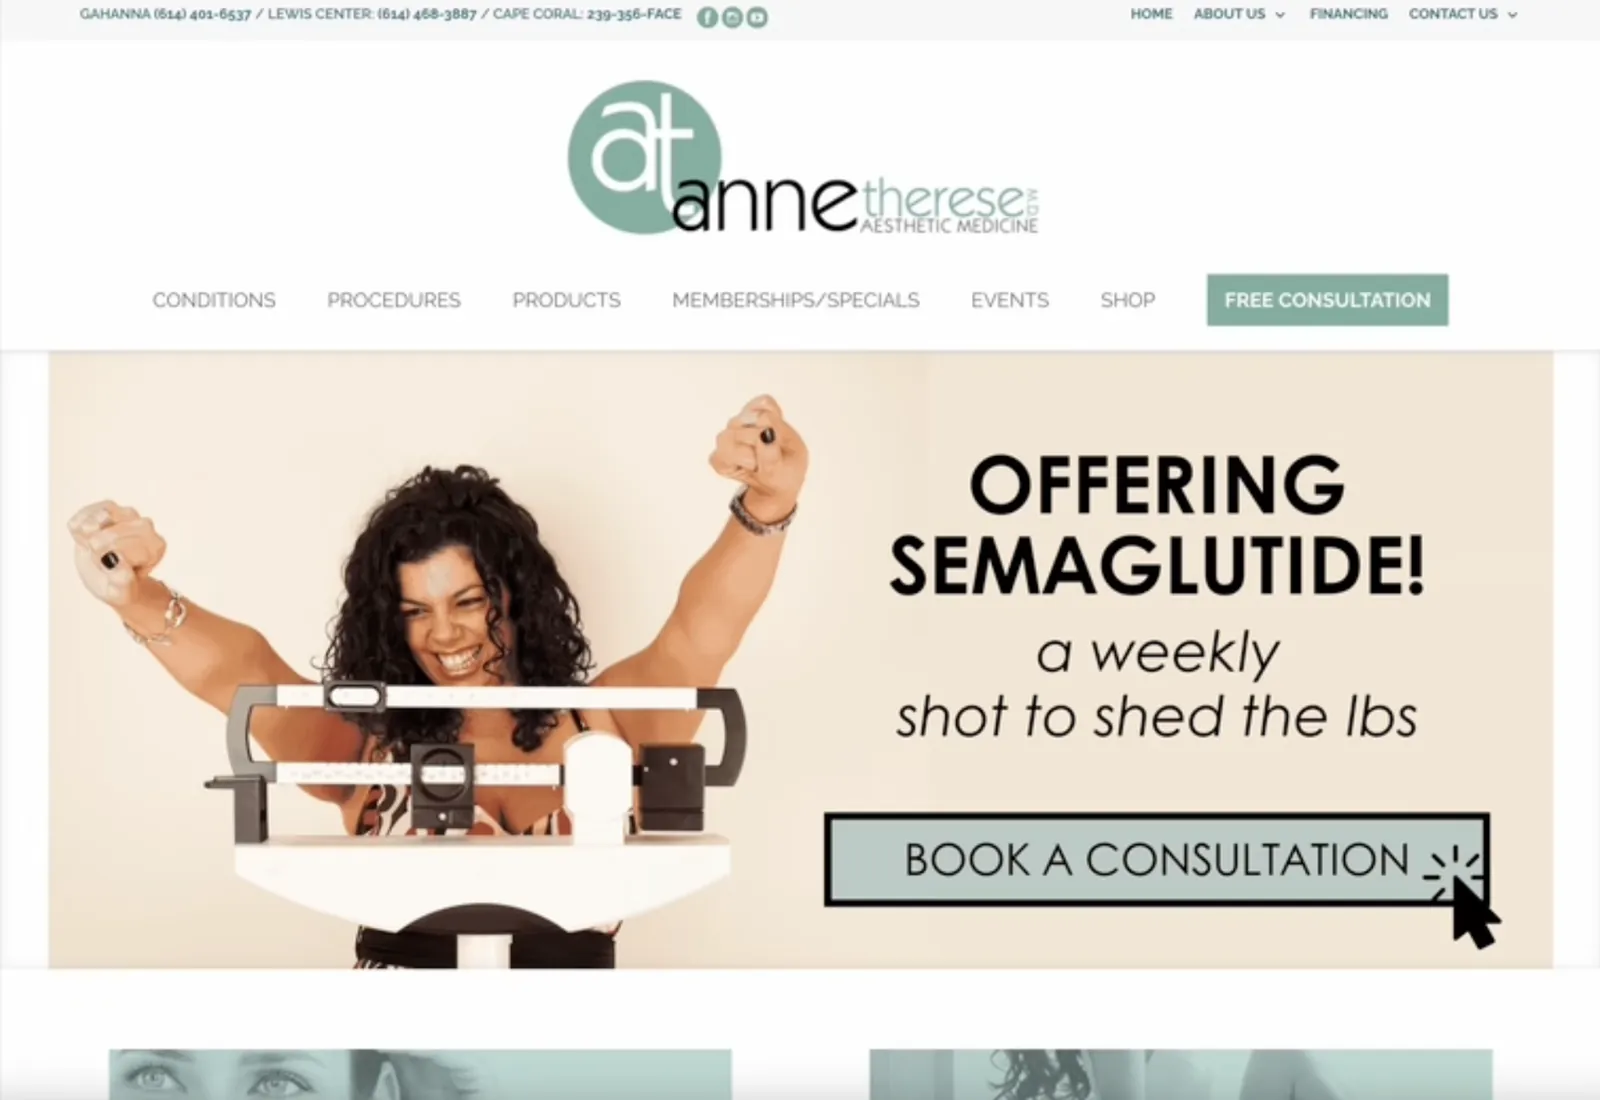 GAHANNA (614) 401-6537 / LEWIS CENTER: (614) 468-3887 / CAPE CORAL: 239-356-FACE
HOME ABOUT US FINANCING CONTACT US
at
anne therese M.D.
AESTHETIC MEDICINE
CONDITIONS PROCEDURES PRODUCTS MEMBERSHIPS/SPECIALS EVENTS SHOP FREE CONSULTATION
OFFERING
SEMAGLUTIDE!
a weekly
shot to shed the lbs
BOOK A CONSULTATION